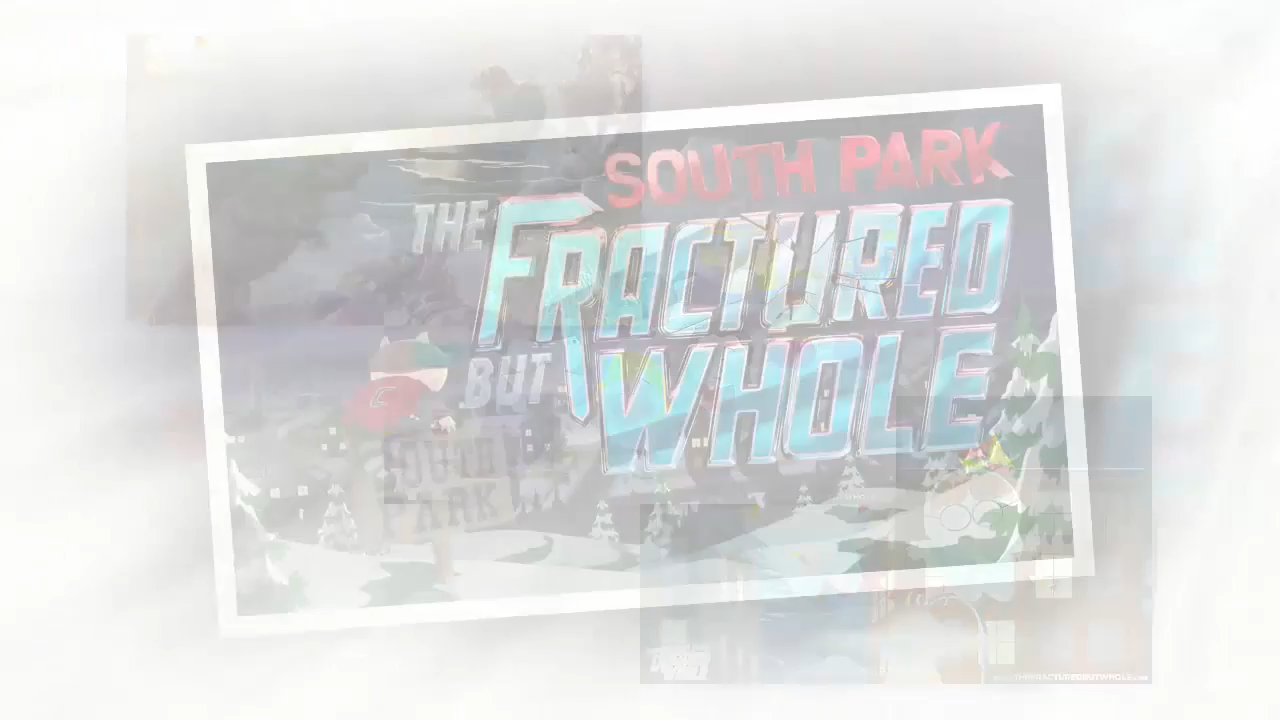 SOUTH PARK
THE FRACTURED
BUT WHOLE
SOUTH
PARK